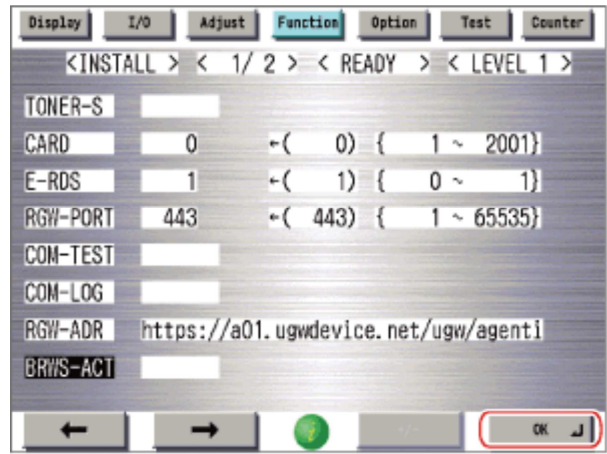 Display I/O Adjust Function Option Test Counter
<INSTALL > < 1/ 2 > < READY > < LEVEL 1 >
TONER-S
CARD 0 ←( 0) { 1 ~ 2001}
E-RDS 1 ←( 1) { 0 ~ 1}
RGW-PORT 443 ←( 443) { 1 ~ 65535}
COM-TEST
COM-LOG
RGW-ADR https://a01.ugwdevice.net/ugw/agenti
BRWS-ACT
← → i +/- OK ┘